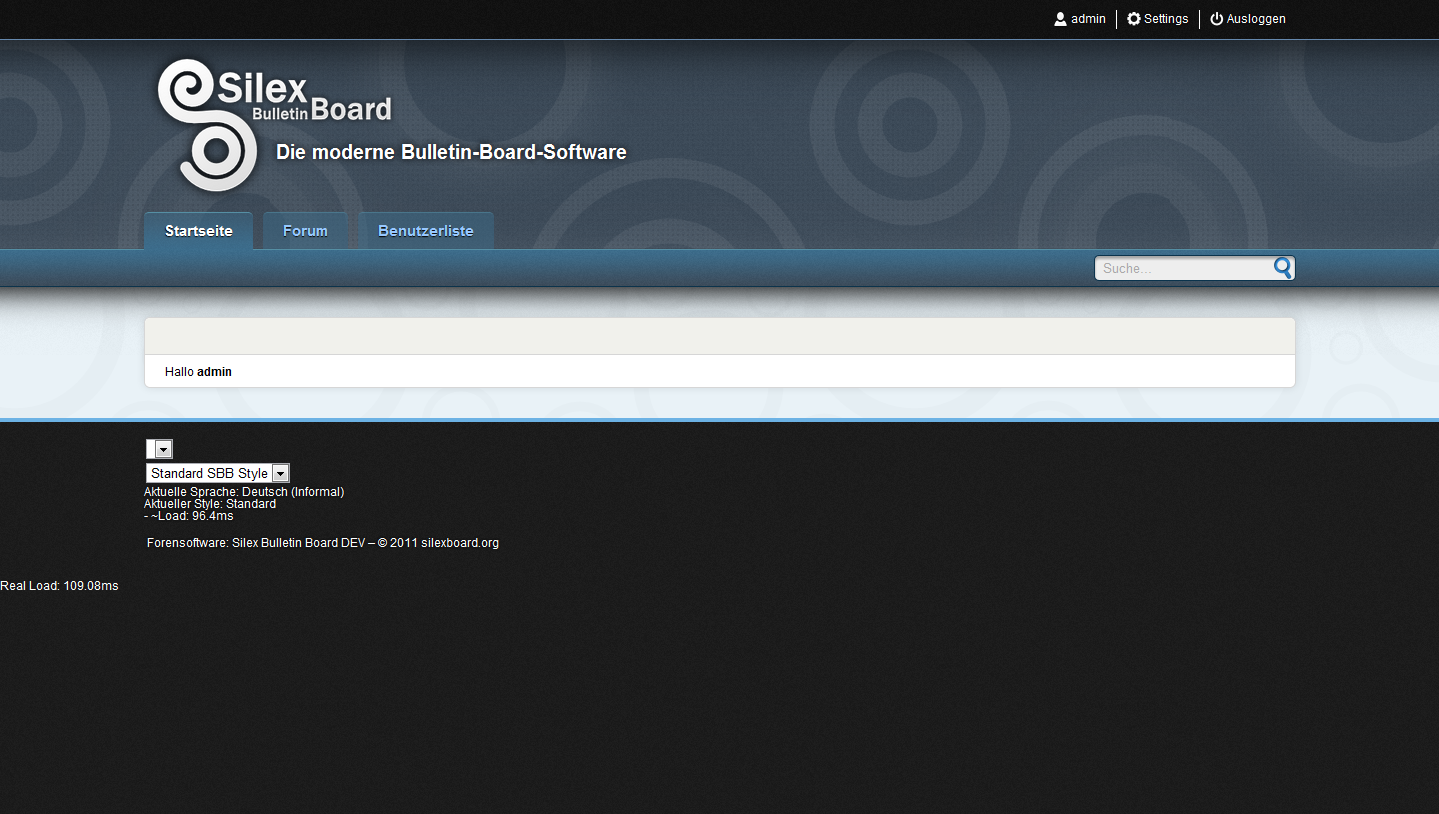 admin Settings Ausloggen
Silex
Bulletin Board
Die moderne Bulletin-Board-Software
Startseite Forum Benutzerliste
Suche...
Hallo admin
Standard SBB Style
Aktuelle Sprache: Deutsch (Informal)
Aktueller Style: Standard
- ~Load: 96.4ms
Forensoftware: Silex Bulletin Board DEV – © 2011 silexboard.org
Real Load: 109.08ms